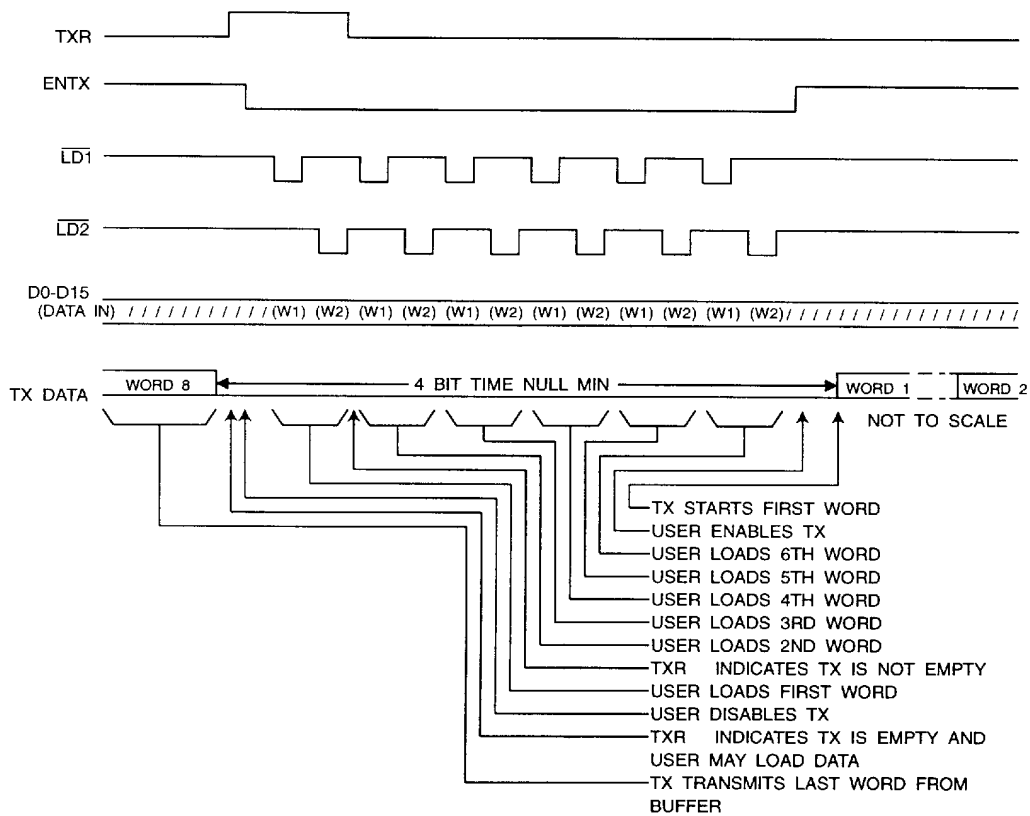 TXR
ENTX
LD1
LD2
D0-D15
(DATA IN) / / / / / / / / / / (W1) (W2) (W1) (W2) (W1) (W2) (W1) (W2) (W1) (W2) (W1) (W2) / / / / / / / / / / / / / / / / / /
TX DATA WORD 8 4 BIT TIME NULL MIN WORD 1 WORD 2
NOT TO SCALE
TX STARTS FIRST WORD
USER ENABLES TX
USER LOADS 6TH WORD
USER LOADS 5TH WORD
USER LOADS 4TH WORD
USER LOADS 3RD WORD
USER LOADS 2ND WORD
TXR INDICATES TX IS NOT EMPTY
USER LOADS FIRST WORD
USER DISABLES TX
TXR INDICATES TX IS EMPTY AND
USER MAY LOAD DATA
TX TRANSMITS LAST WORD FROM
BUFFER